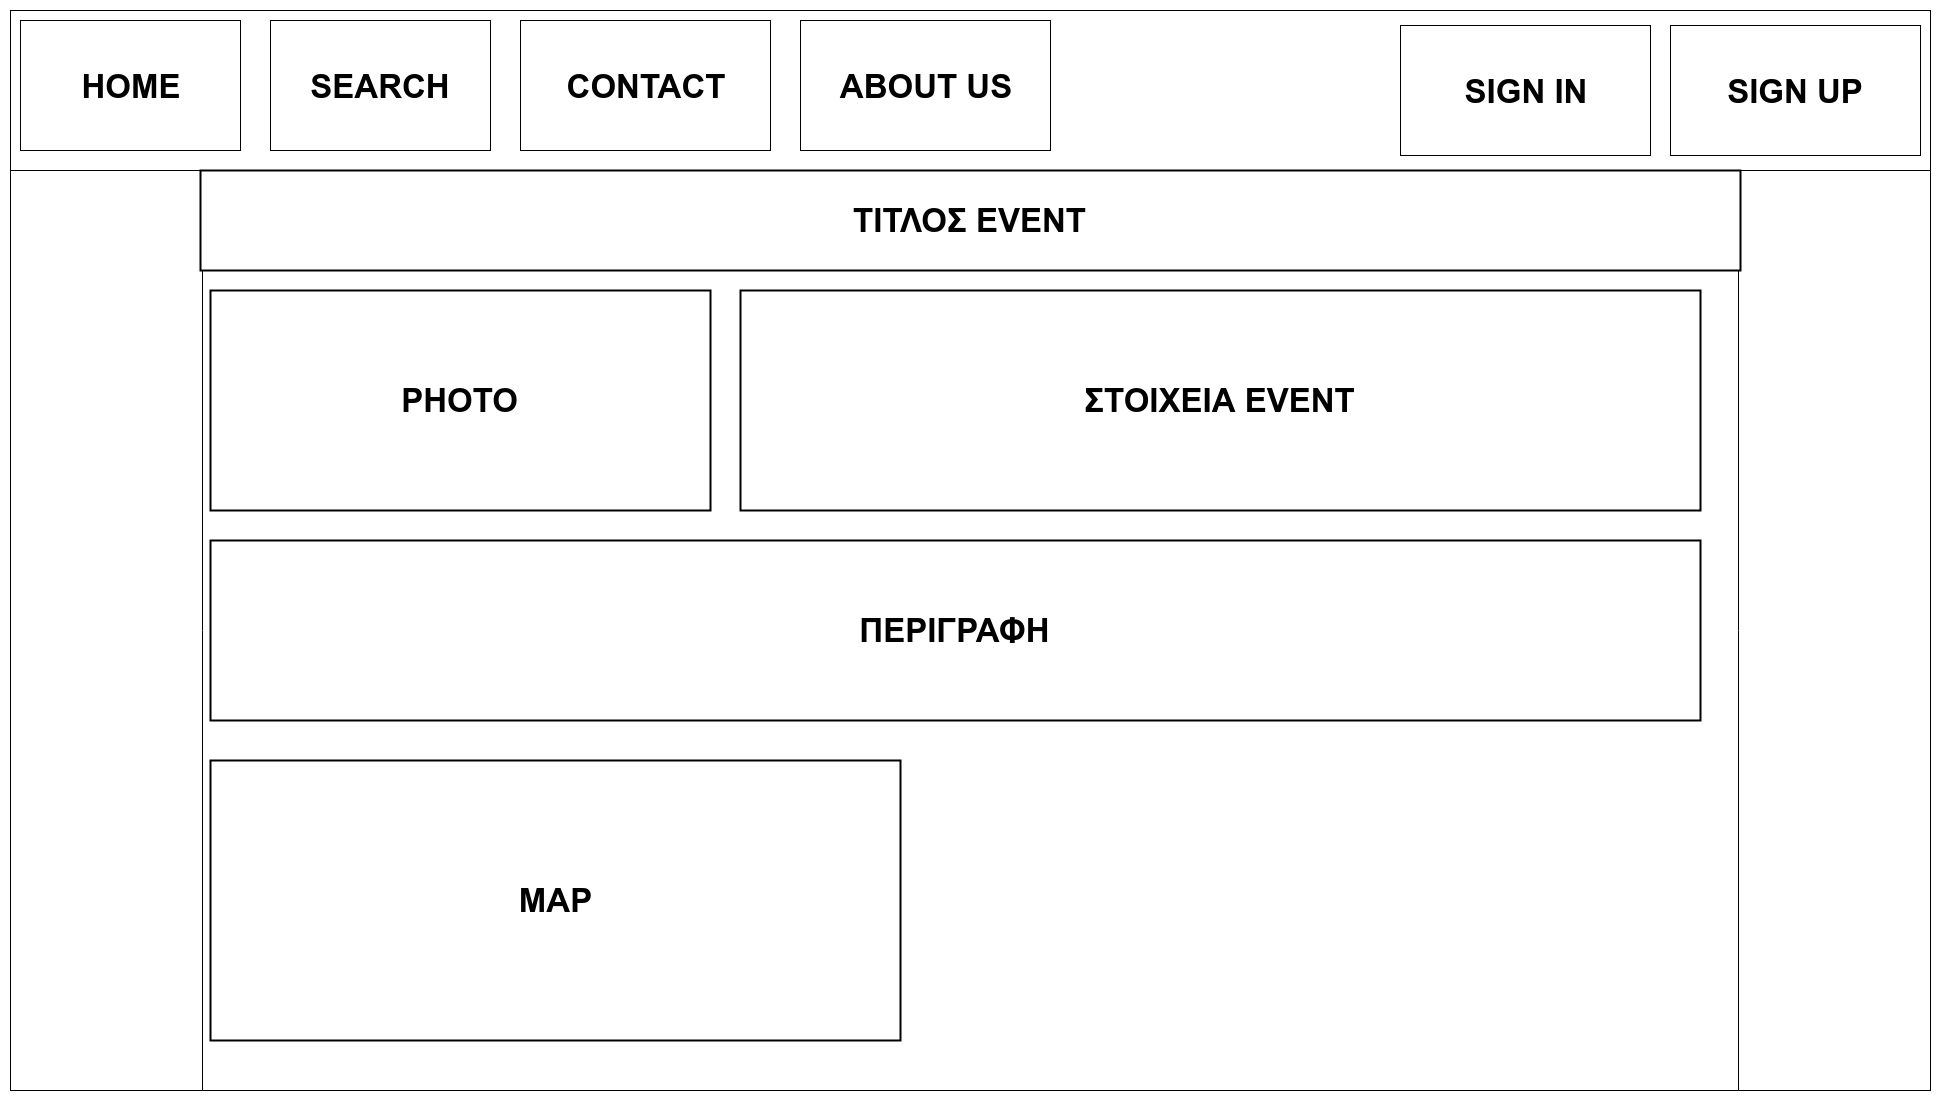 HOME
SEARCH
CONTACT
ABOUT US
SIGN IN
SIGN UP
ΤΙΤΛΟΣ EVENT
PHOTO
ΣΤΟΙΧΕΙΑ EVENT
ΠΕΡΙΓΡΑΦΗ
MAP